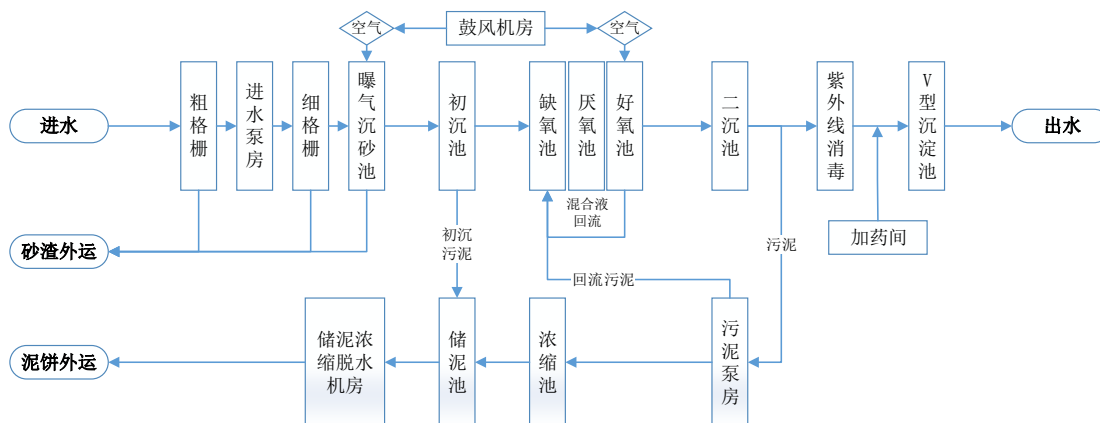 空气
鼓风机房
空气
进水
粗格栅
进水泵房
细格栅
曝气沉砂池
初沉池
缺氧池
厌氧池
好氧池
二沉池
紫外线消毒
V型沉淀池
出水
混合液
回流
砂渣外运
初沉
污泥
污泥
加药间
回流污泥
泥饼外运
储泥浓
缩脱水
机房
储泥池
浓缩池
污泥泵房